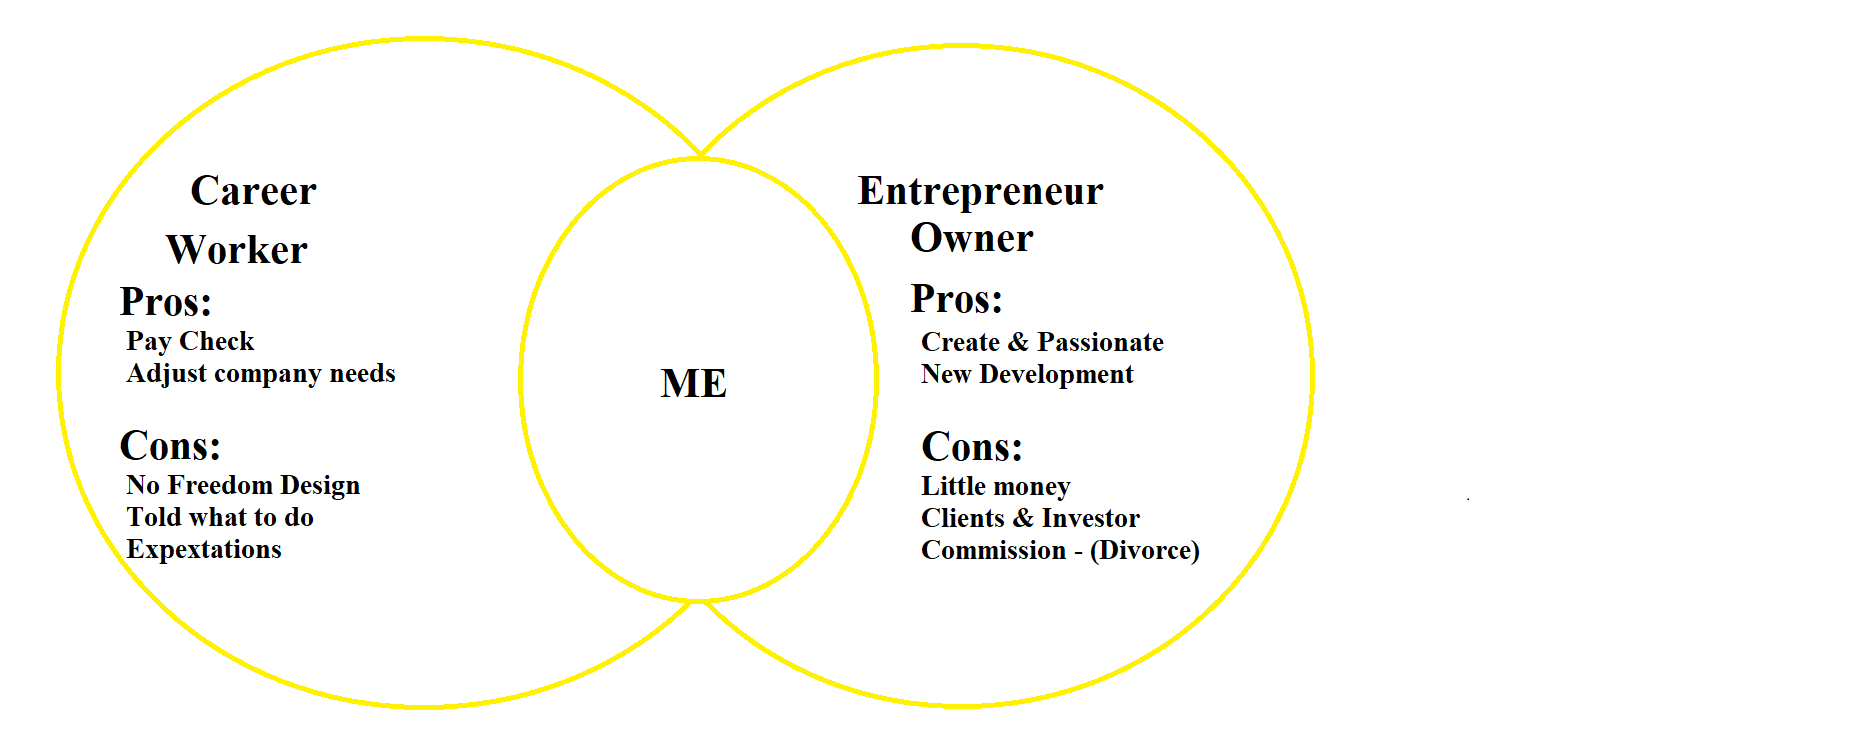 Career
Worker
Pros:
Pay Check
Adjust company needs
Cons:
No Freedom Design
Told what to do
Expextations
ME
Entrepreneur
Owner
Pros:
Create & Passionate
New Development
Cons:
Little money
Clients & Investor
Commission - (Divorce)